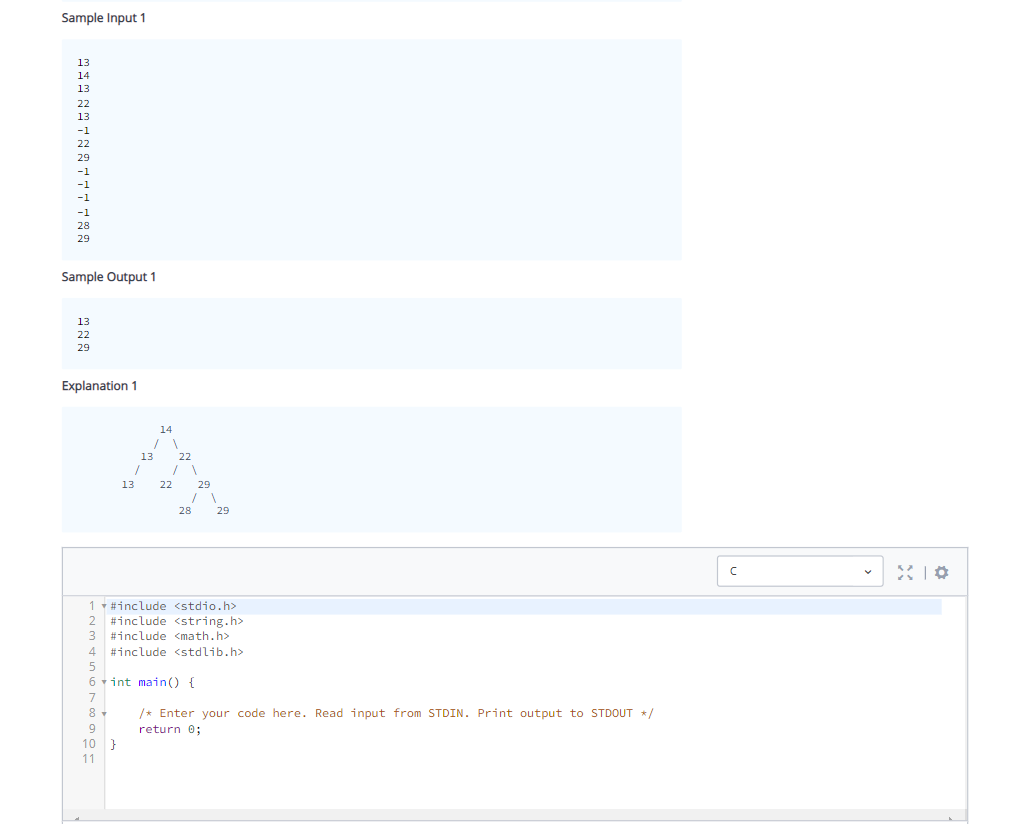 Sample Input 1
13
14
13
22
13
-1
22
29
-1
-1
-1
-1
28
29
Sample Output 1
13
22
29
Explanation 1
14
/ \
13 22
/ / \
13 22 29
/ \
28 29
C
|
1 #include <stdio.h>
2 #include <string.h>
3 #include <math.h>
4 #include <stdlib.h>
5
6 int main() {
7
8 /* Enter your code here. Read input from STDIN. Print output to STDOUT */
9 return 0;
10 }
11